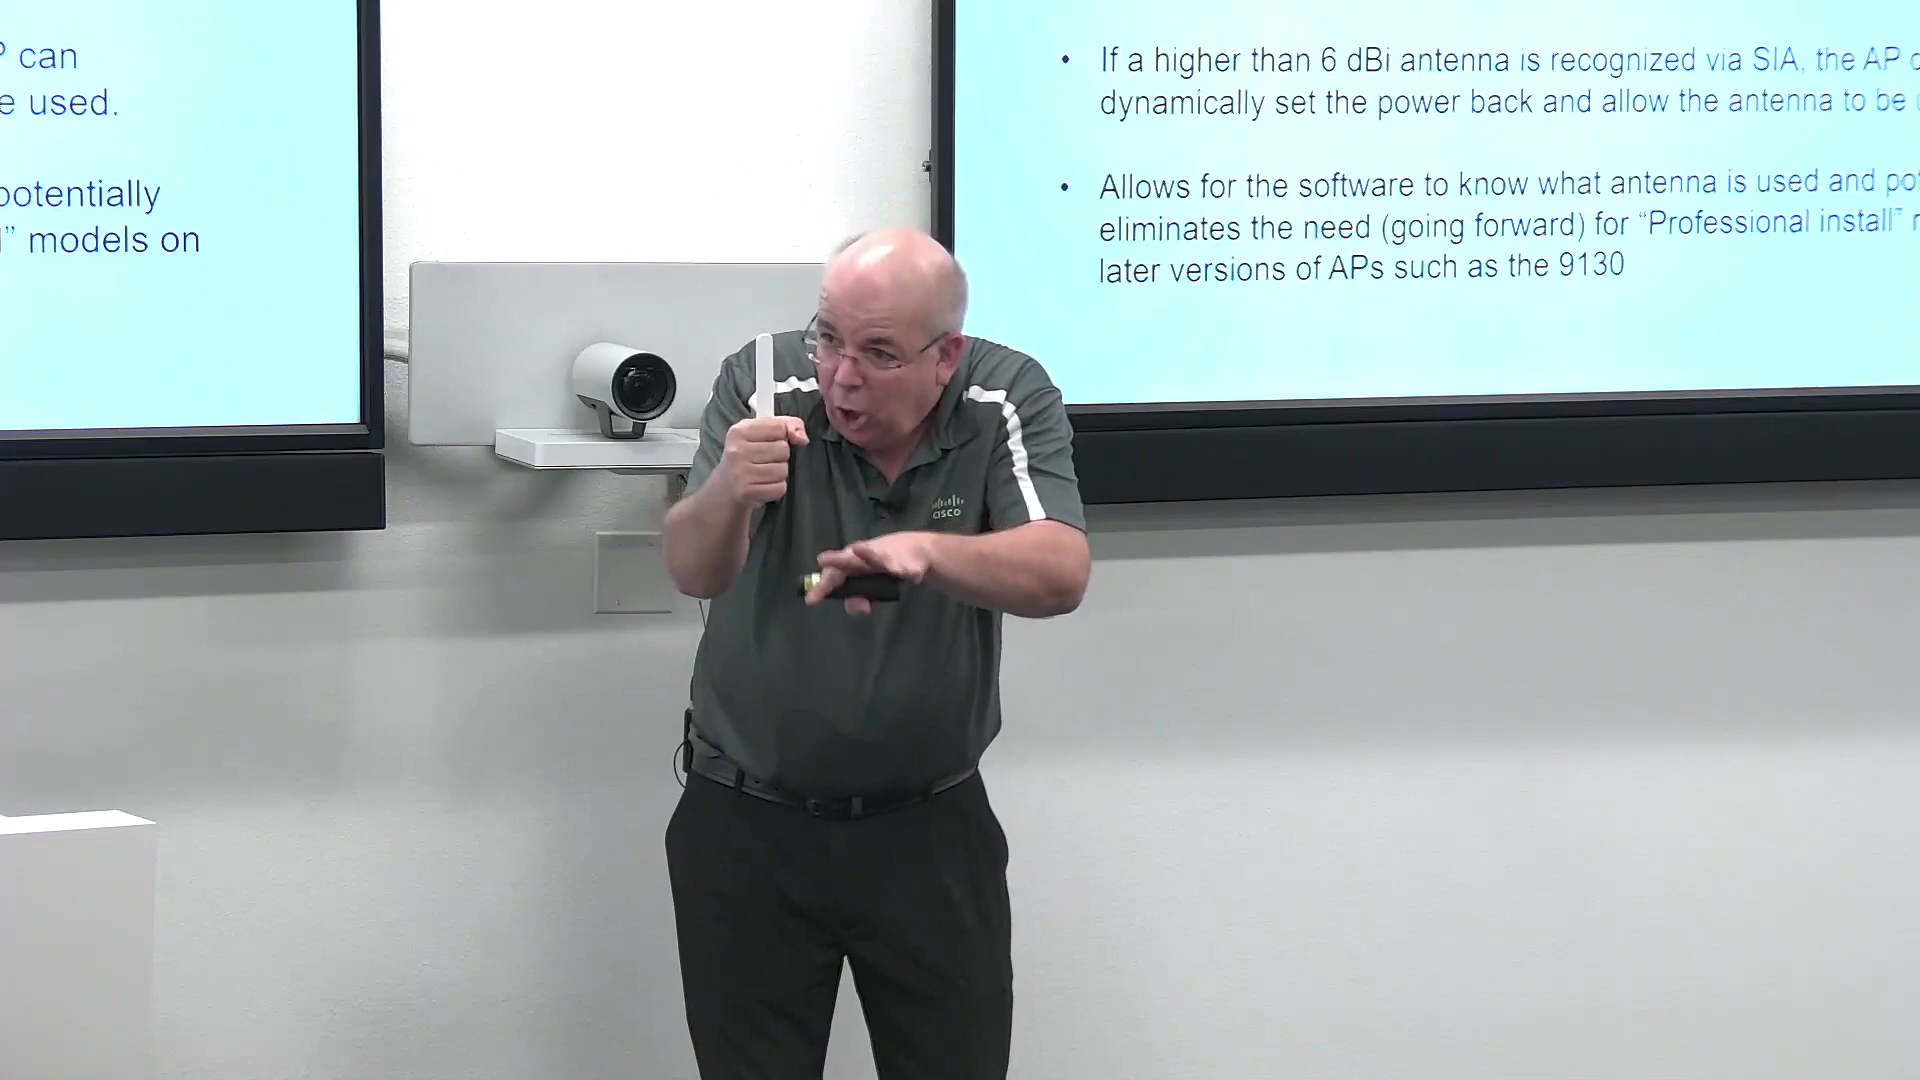 can
used.
potentially
models on
If a higher than 6 dBi antenna is recognized via SIA, the AP
dynamically set the power back and allow the antenna to be
Allows for the software to know what antenna is used and
eliminates the need (going forward) for “Professional install”
later versions of APs such as the 9130
CISCO